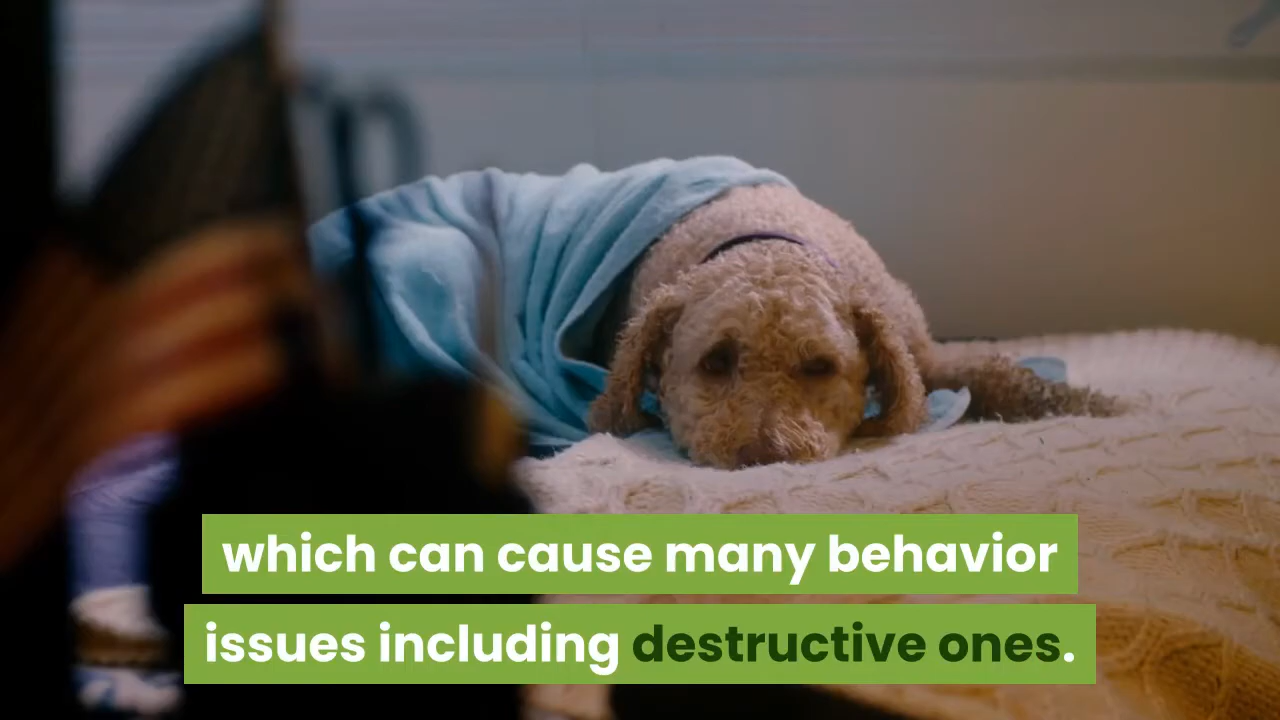 which can cause many behavior
issues including destructive ones.